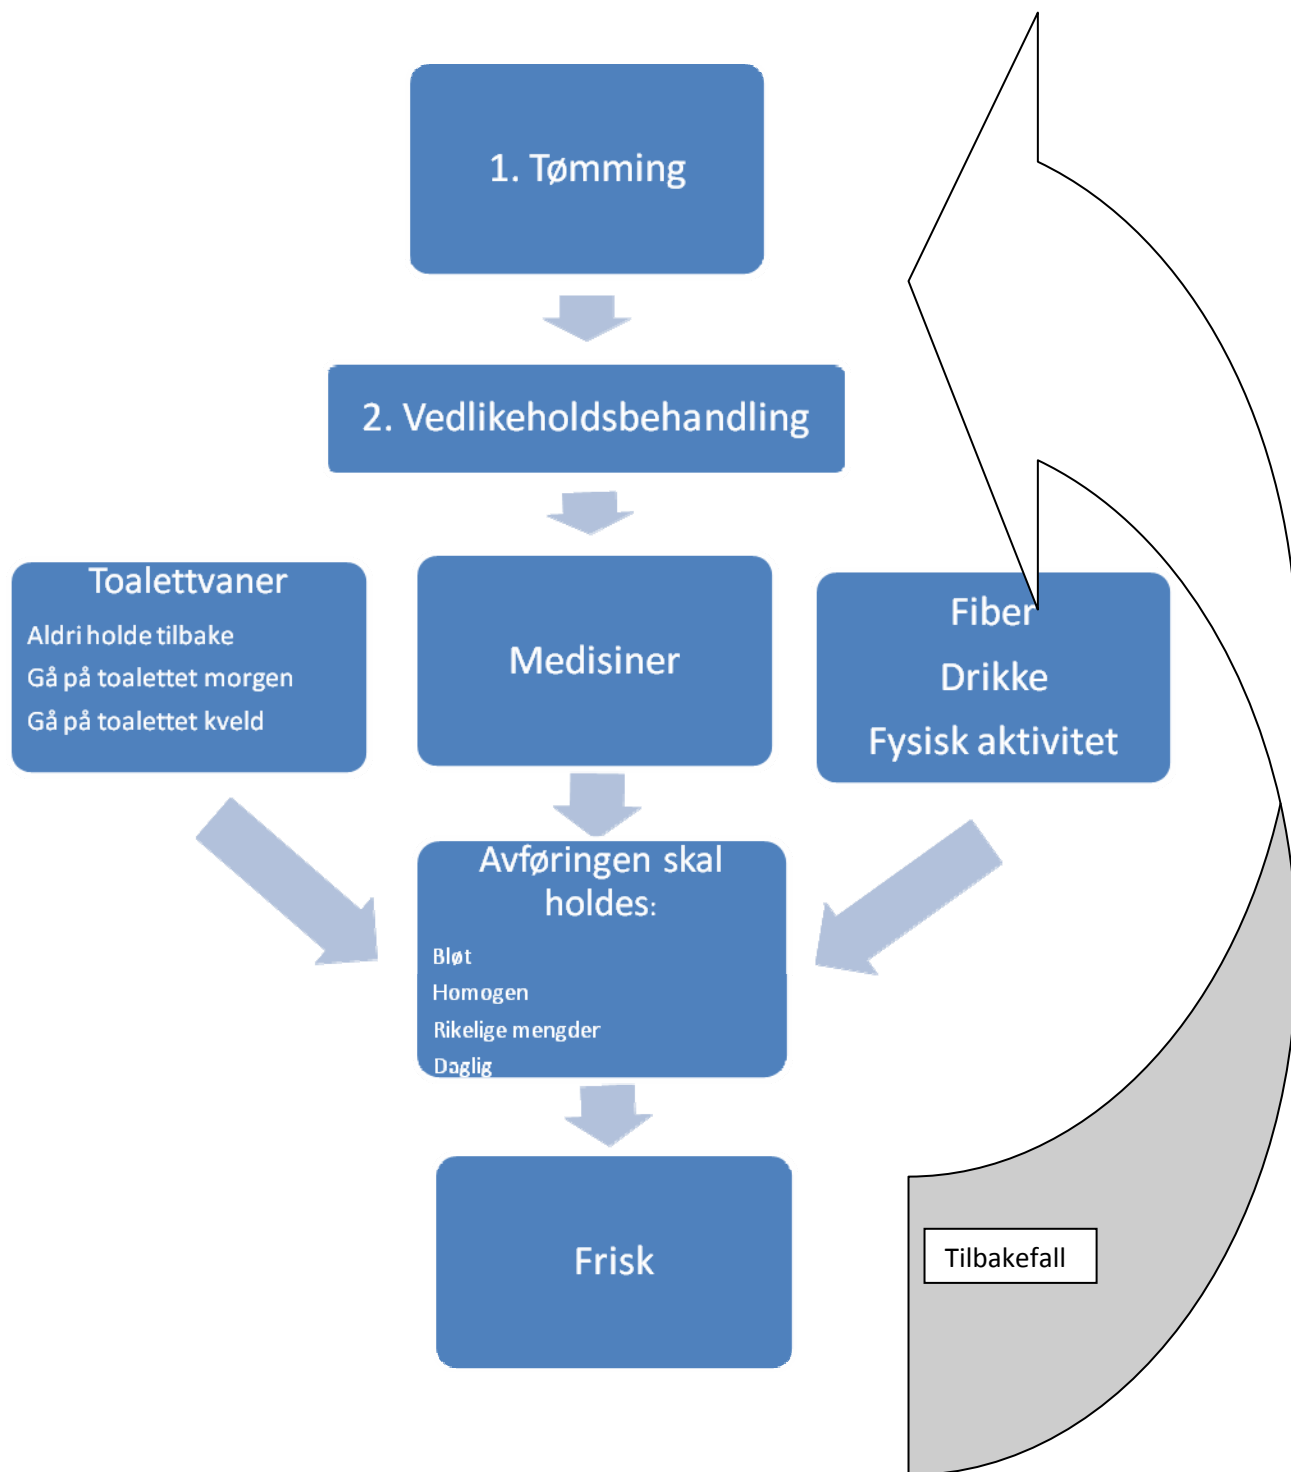 1. Tømming
2. Vedlikeholdsbehandling
Toalettvaner
Aldri holde tilbake
Gå på toalettet morgen
Gå på toalettet kveld
Medisiner
Fiber
Drikke
Fysisk aktivitet
Avføringen skal
holdes:
Bløt
Homogen
Rikelige mengder
Daglig
Frisk
Tilbakefall